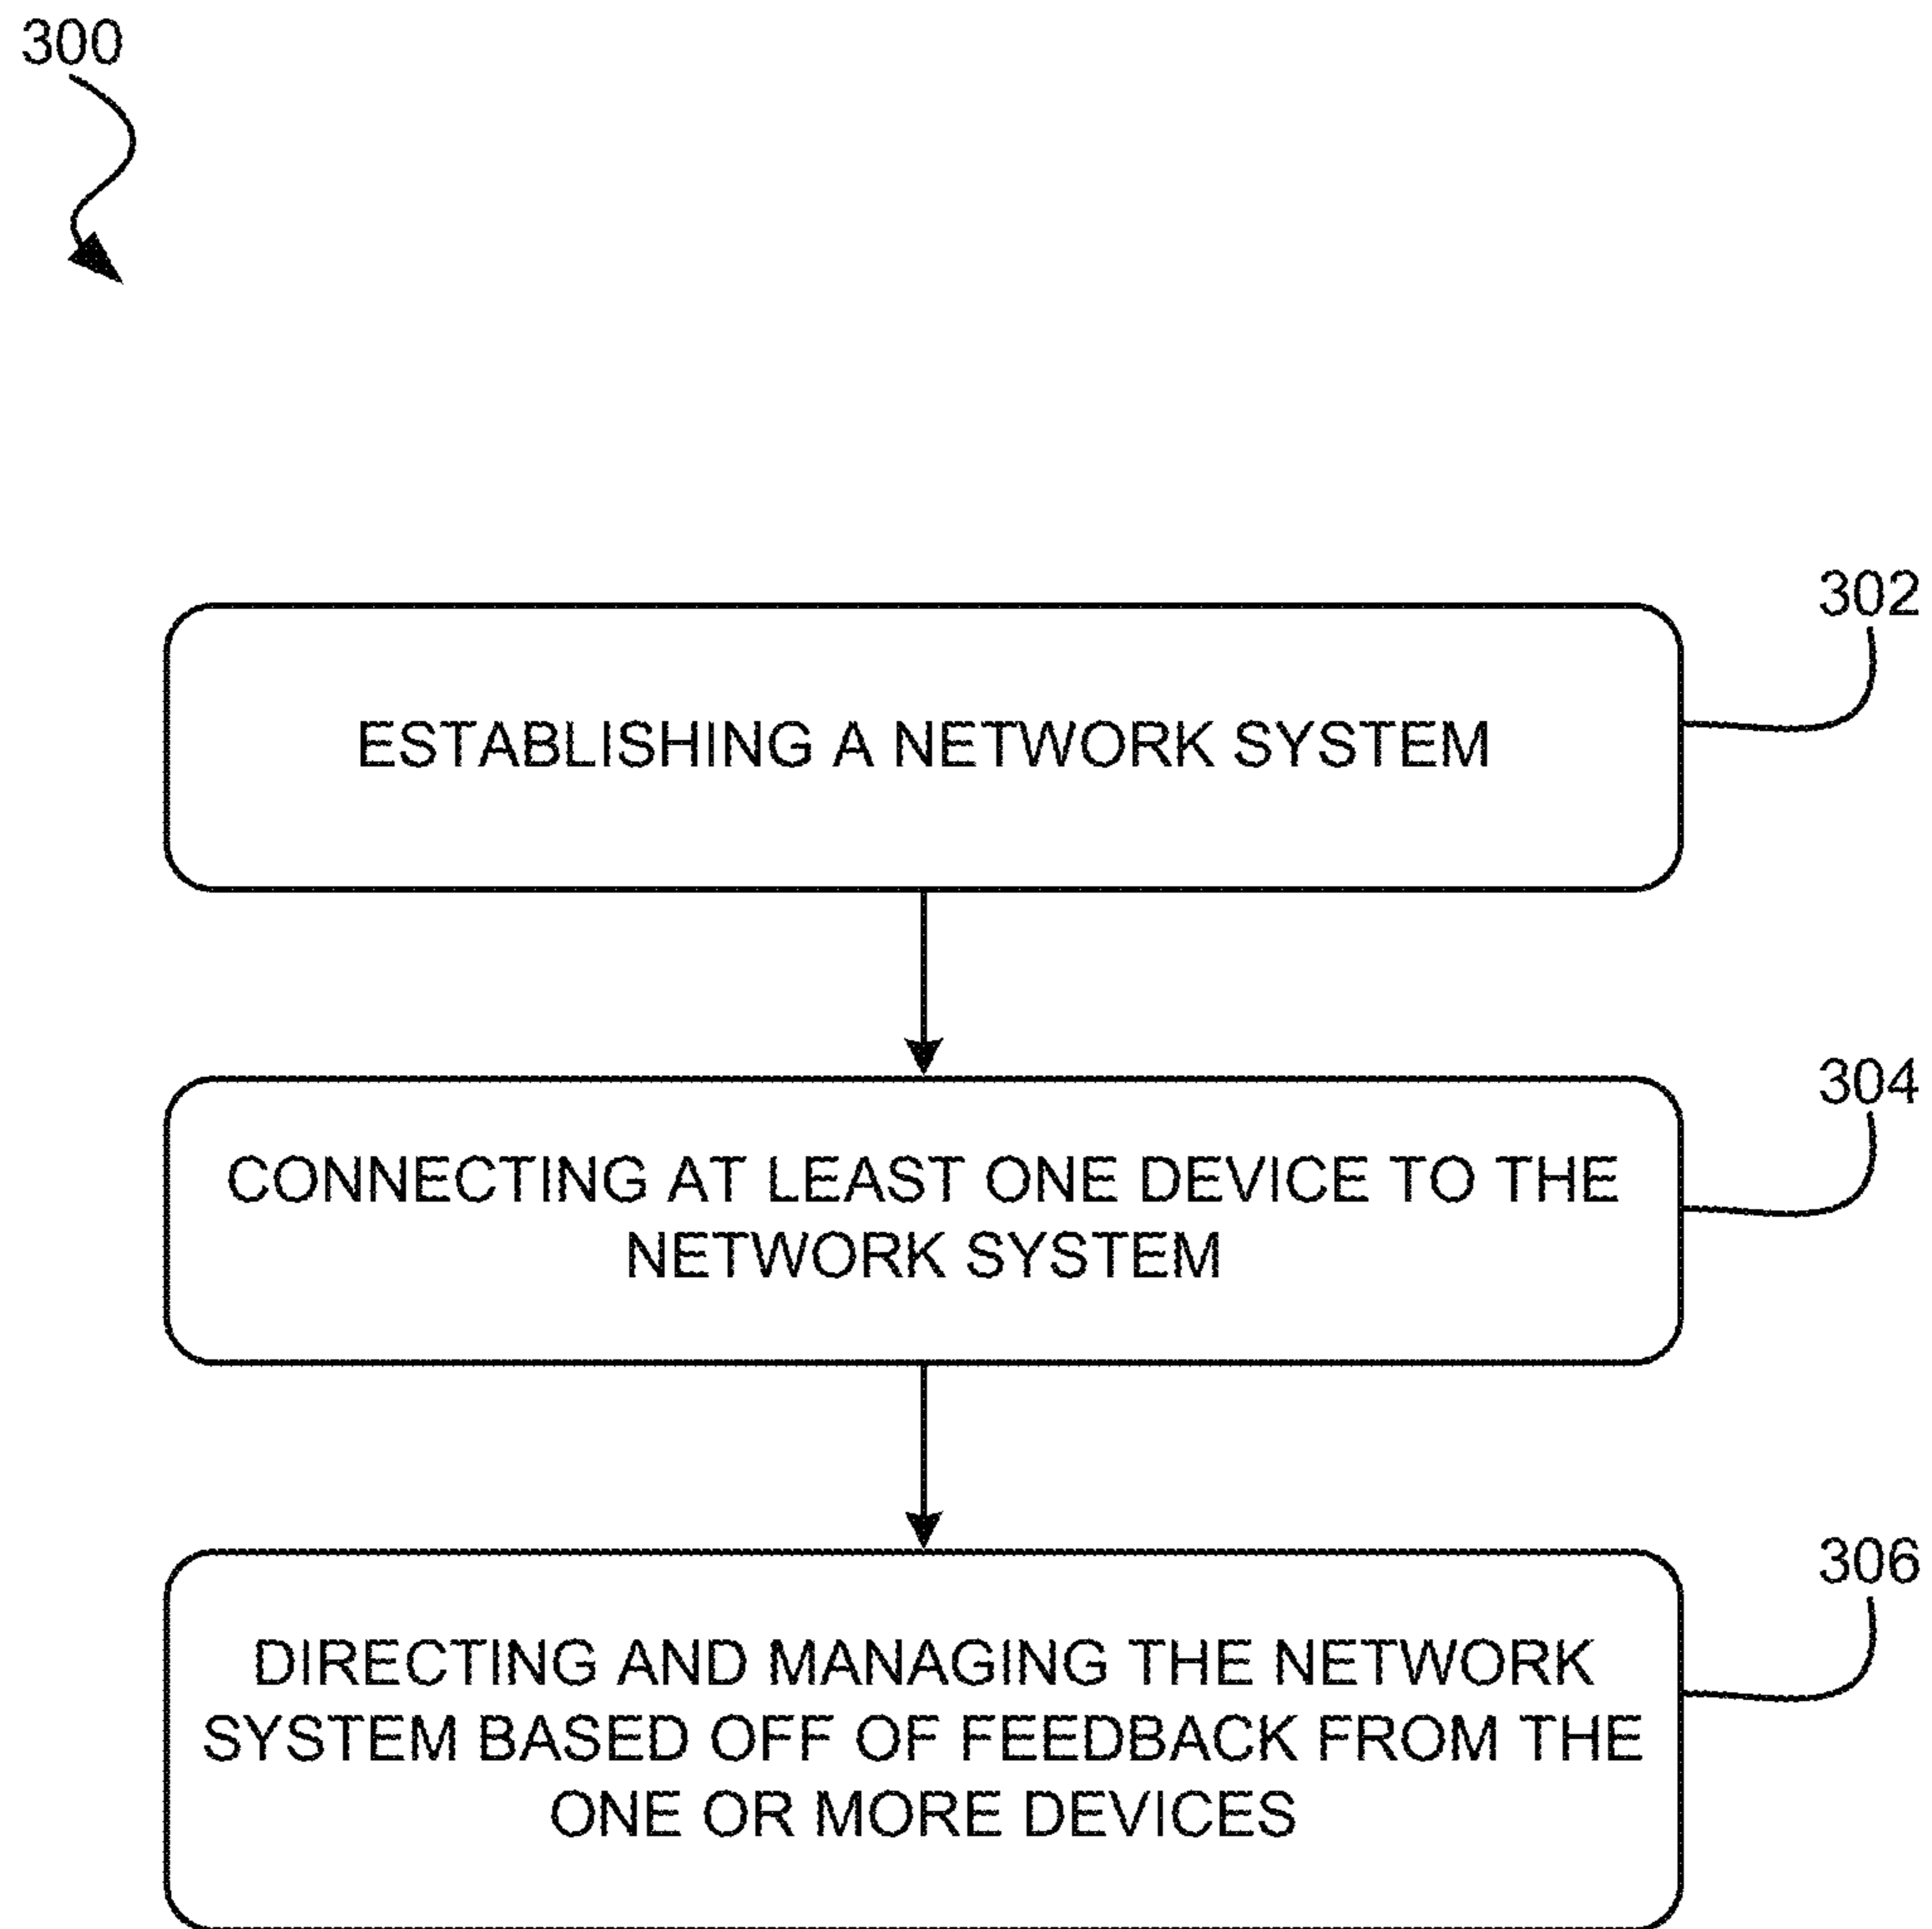 300
302
ESTABLISHING A NETWORK SYSTEM
304
CONNECTING AT LEAST ONE DEVICE TO THE
NETWORK SYSTEM
306
DIRECTING AND MANAGING THE NETWORK
SYSTEM BASED OFF OF FEEDBACK FROM THE
ONE OR MORE DEVICES